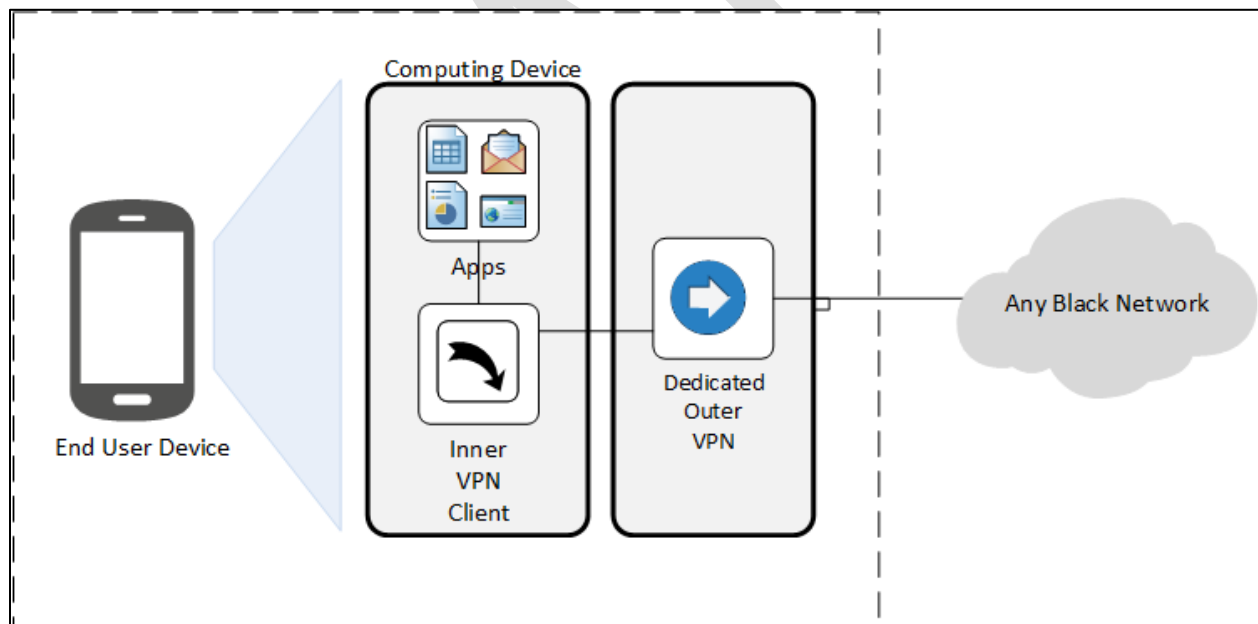 Computing Device
Apps
End User Device
Inner
VPN
Client
Dedicated
Outer
VPN
Any Black Network